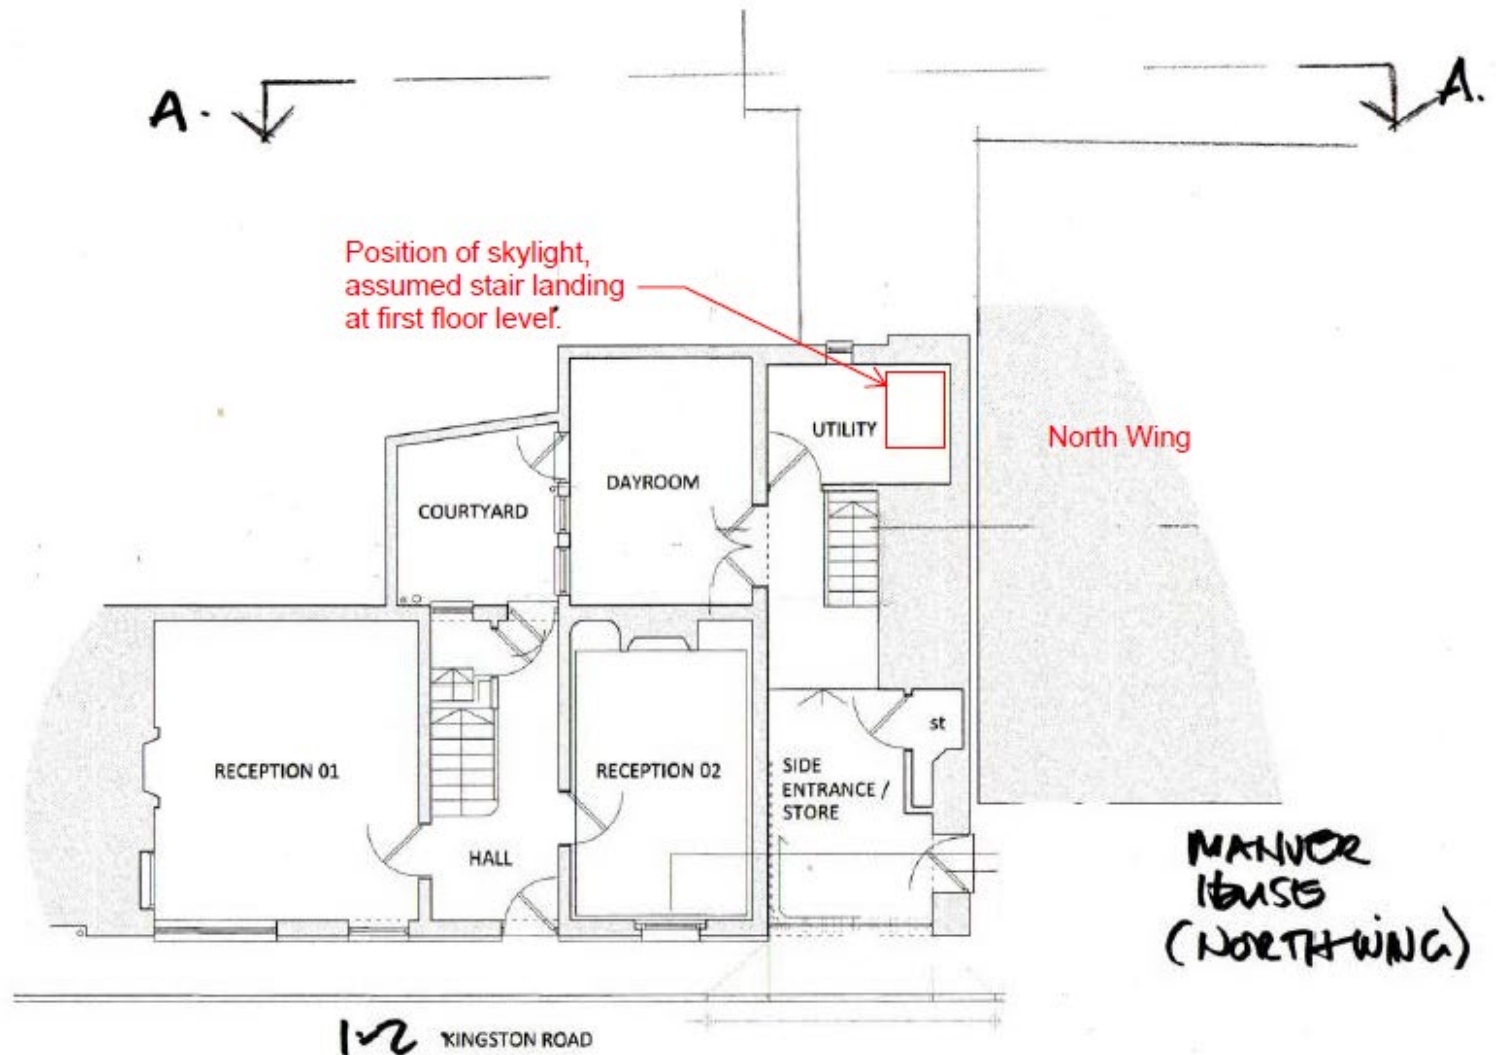 A.
A.
Position of skylight,
assumed stair landing
at first floor level.
UTILITY
North Wing
DAYROOM
COURTYARD
st
RECEPTION 01
RECEPTION 02
SIDE
ENTRANCE /
STORE
HALL
MANVER
HOUSE
(NORTH WING)
1-2 KINGSTON ROAD